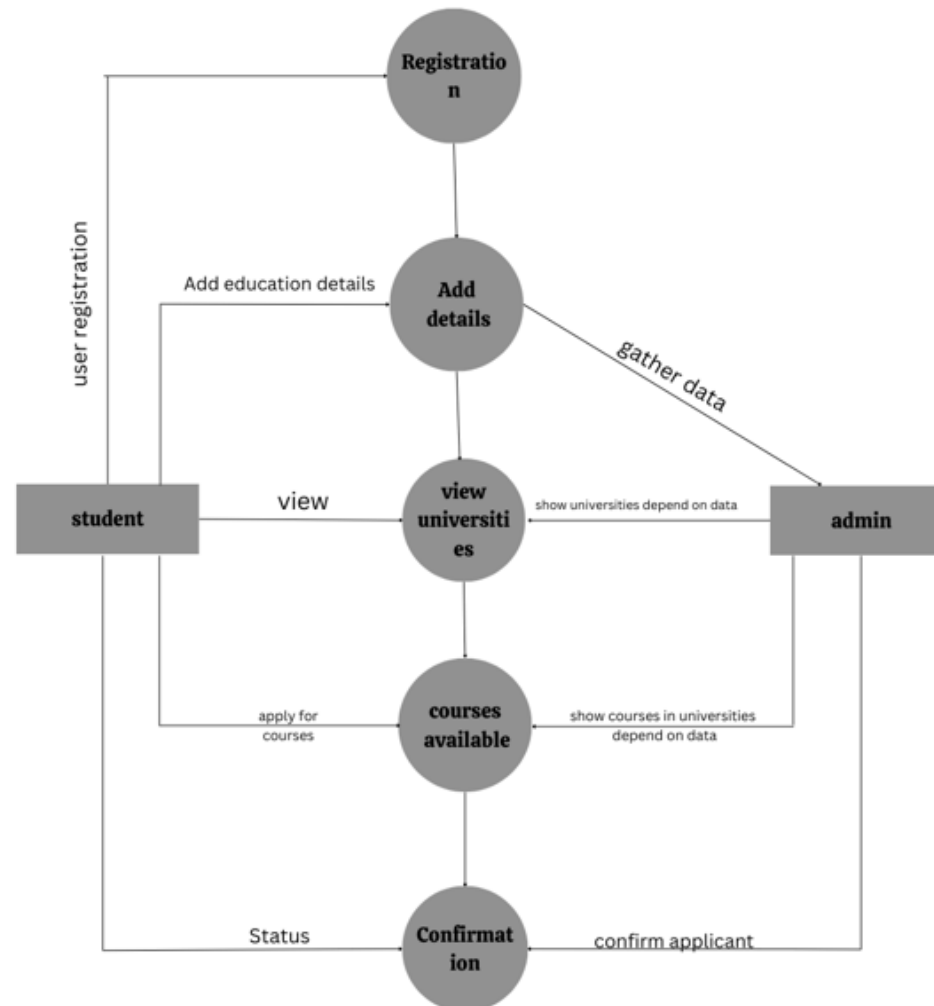 Registratio
n
user registration
Add education details
Add
details
gather data
student
view
view
universiti
es
show universities depend on data
admin
apply for
courses
courses
available
show courses in universities
depend on data
Status
Confirmat
ion
confirm applicant